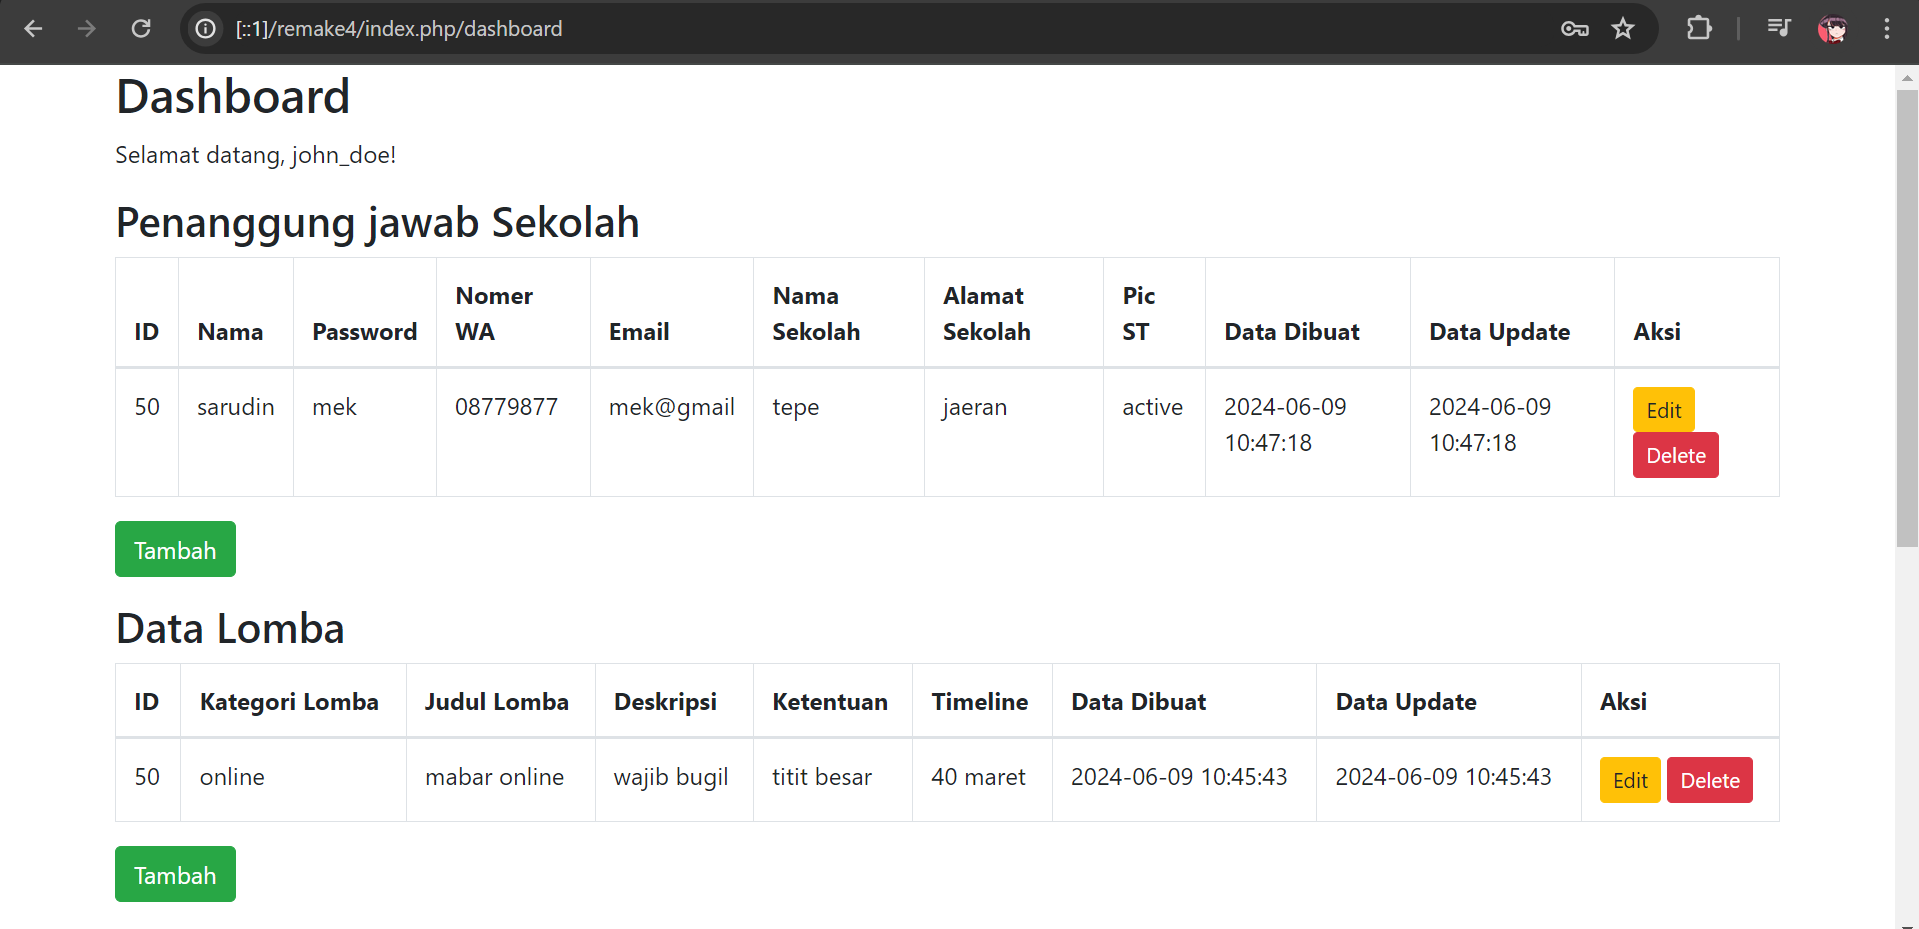 [::1]/remake4/index.php/dashboard
Dashboard
Selamat datang, john_doe!
Penanggung jawab Sekolah
ID Nama Password Nomer WA Email Nama Sekolah Alamat Sekolah Pic ST Data Dibuat Data Update Aksi
50 sarudin mek 08779877 mek@gmail tepe jaeran active 2024-06-09 10:47:18 2024-06-09 10:47:18 Edit Delete
Tambah
Data Lomba
ID Kategori Lomba Judul Lomba Deskripsi Ketentuan Timeline Data Dibuat Data Update Aksi
50 online mabar online wajib bugil titit besar 40 maret 2024-06-09 10:45:43 2024-06-09 10:45:43 Edit Delete
Tambah